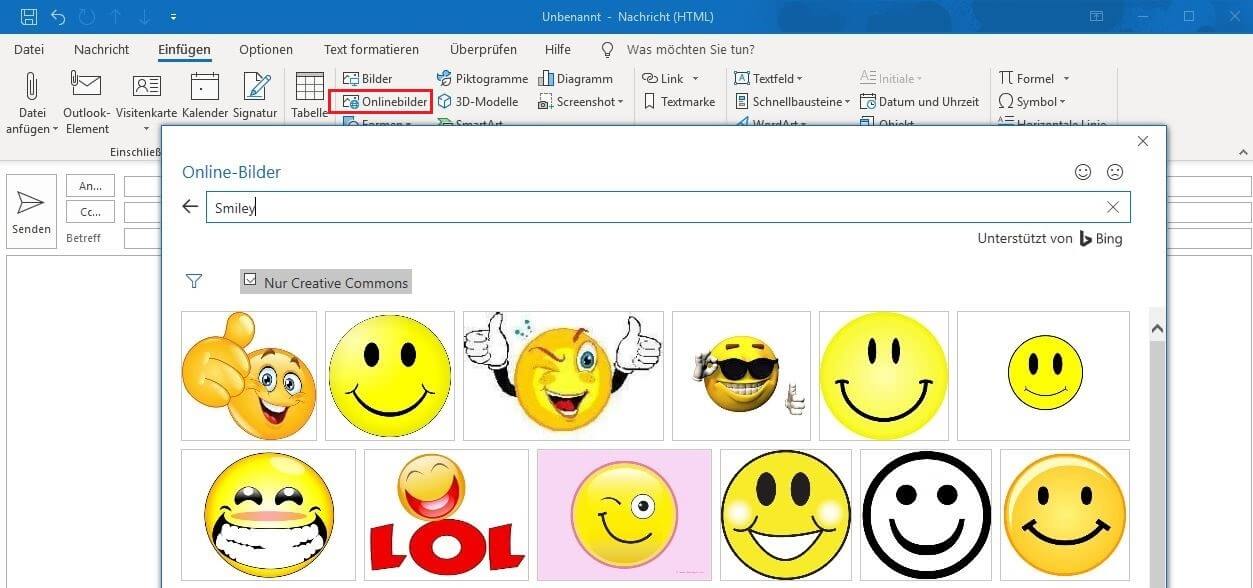 Unbenannt - Nachricht (HTML)
Datei Nachricht Einfügen Optionen Text formatieren Überprüfen Hilfe Was möchten Sie tun?
Bilder Piktogramme Diagramm Link Textfeld Initiale Formel
Onlinebilder 3D-Modelle Screenshot Textmarke Schnellbausteine Datum und Uhrzeit Symbol
Datei anfügen
Outlook-Element
Visitenkarte
Kalender
Signatur
Tabelle
Formen SmartArt WordArt Objekt Horizontale Linie
Einschließ
Online-Bilder
An...
Smiley
Cc...
Senden
Betreff
Unterstützt von Bing
Nur Creative Commons
LOL